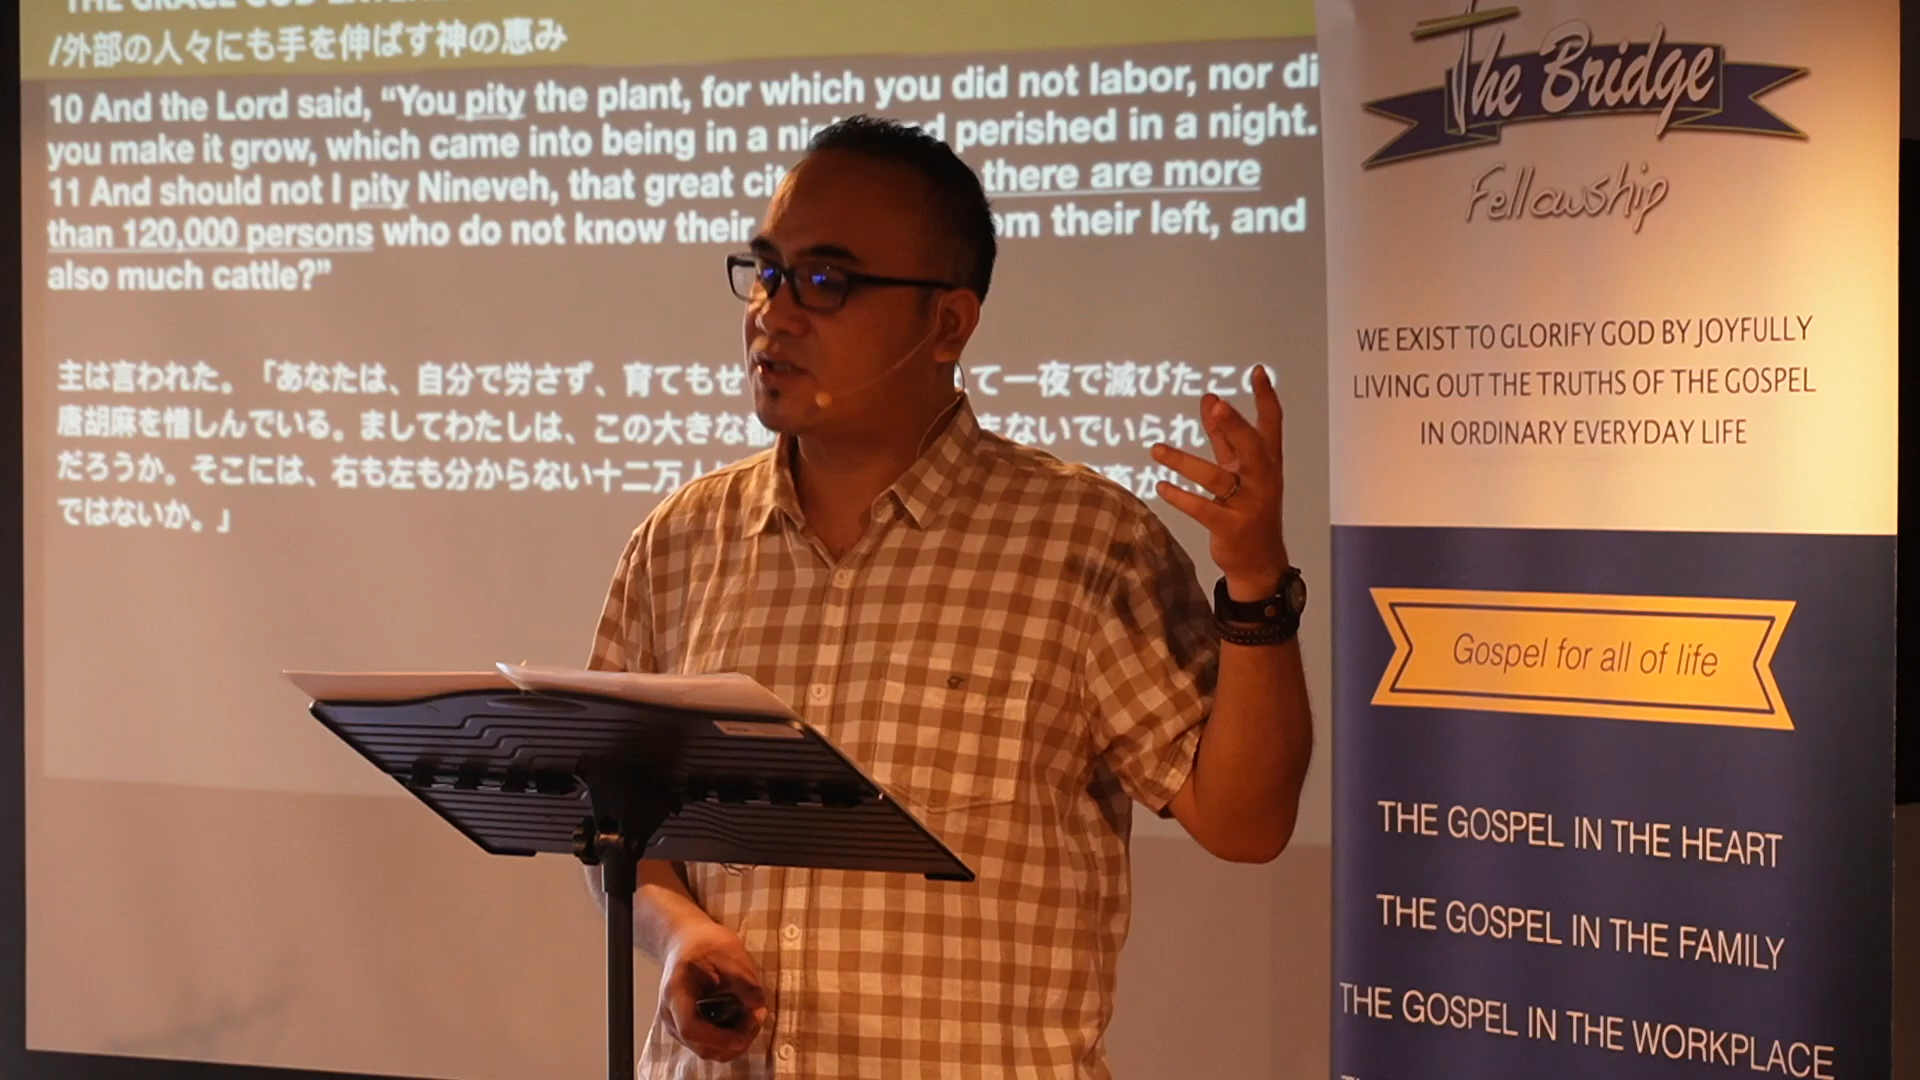 /外部の人々にも手を伸ばす神の恵み
10 And the Lord said, “You pity the plant, for which you did not labor, nor di
you make it grow, which came into being in a perished in a night.
11 And should not I pity Nineveh, that great there are more
than 120,000 persons who do not know their their left, and
also much cattle?”
主は言われた。「あなたは、自分で労さず、育てもせ て一夜で滅びたこの
唐胡麻を惜しんでいる。ましてわたしは、この大きな まないでいられ
だろうか。そこには、右も左も分からない十二万人
ではないか。」
The Bridge
Fellowship
WE EXIST TO GLORIFY GOD BY JOYFULLY
LIVING OUT THE TRUTHS OF THE GOSPEL
IN ORDINARY EVERYDAY LIFE
Gospel for all of life
THE GOSPEL IN THE HEART
THE GOSPEL IN THE FAMILY
THE GOSPEL IN THE WORKPLACE